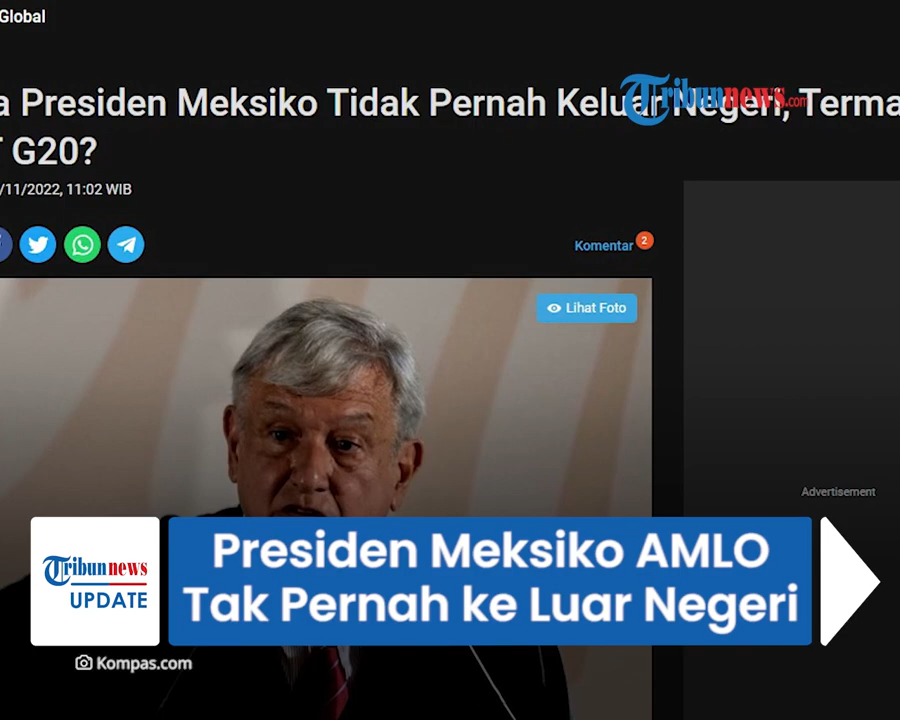 Global
a Presiden Meksiko Tidak Pernah Keluar Negeri, Terma
G20?
/11/2022, 11:02 WIB
Tribunnews.com
Komentar 2
Lihat Foto
Advertisement
Presiden Meksiko AMLO
Tak Pernah ke Luar Negeri
Tribunnews
UPDATE
Kompas.com